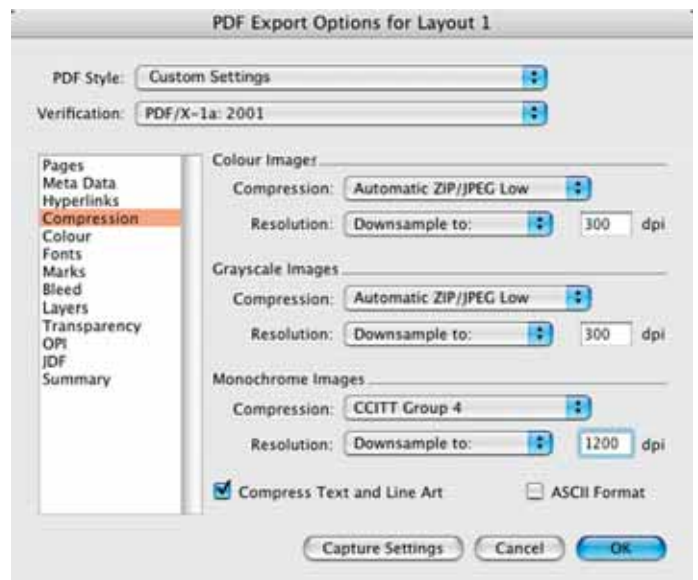 PDF Export Options for Layout 1
PDF Style: Custom Settings
Verification: PDF/X-1a: 2001
Pages
Meta Data
Hyperlinks
Compression
Colour
Fonts
Marks
Bleed
Layers
Transparency
OPI
JDF
Summary
Colour Images
Compression: Automatic ZIP/JPEG Low
Resolution: Downsample to: 300 dpi
Grayscale Images
Compression: Automatic ZIP/JPEG Low
Resolution: Downsample to: 300 dpi
Monochrome Images
Compression: CCITT Group 4
Resolution: Downsample to: 1200 dpi
Compress Text and Line Art ASCII Format
Capture Settings Cancel OK